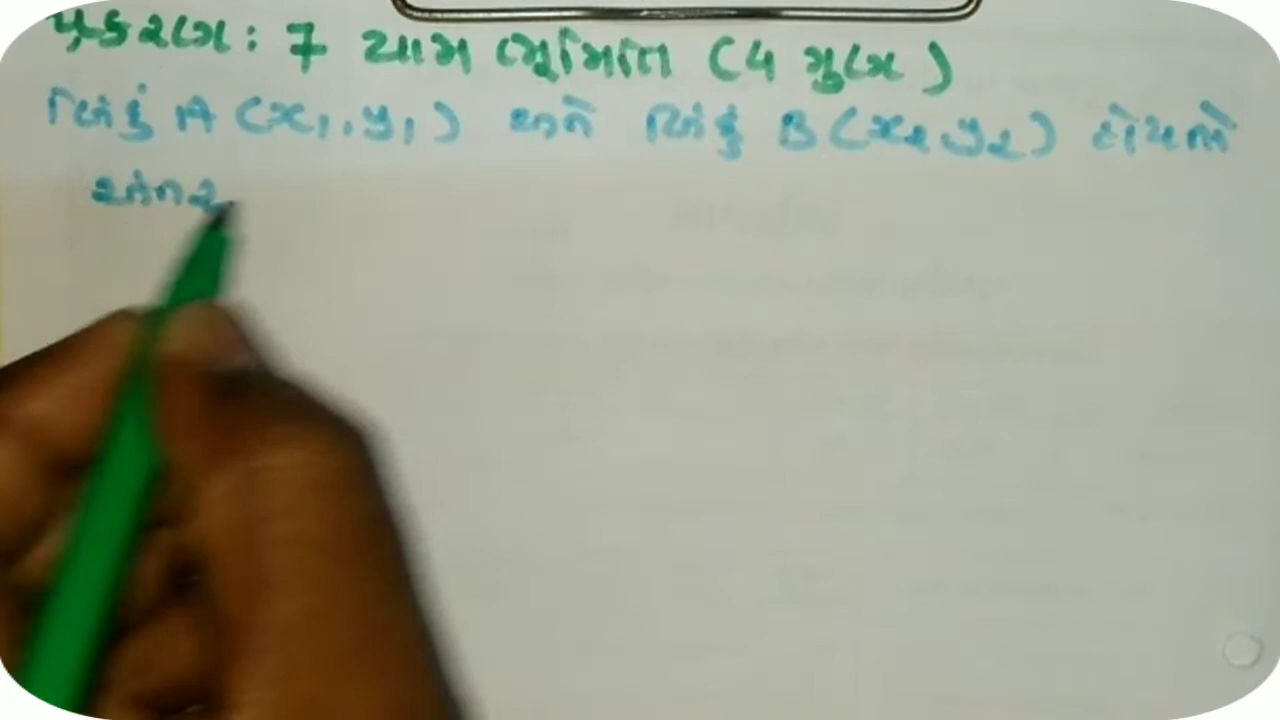 પ્રકરણ : 7 યામ ભૂમિતિ (4 ગુણ)
બિંદુ A (x₁, y₁) અને બિંદુ B (x₂ y₂) હોય તો
અંતર